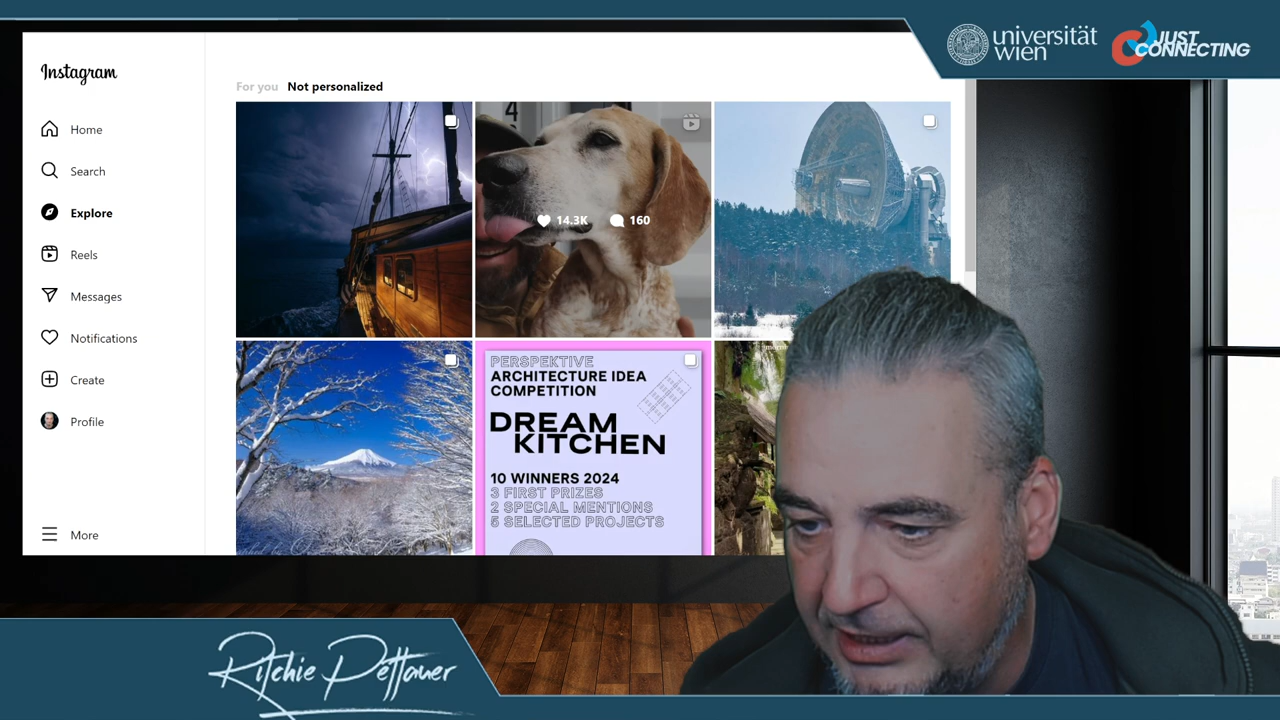 universität
wien
JUST
CONNECTING
Instagram
For you Not personalized
Home
Search
Explore
Reels
Messages
Notifications
Create
Profile
More
4
14.3K 160
PERSPEKTIVE
ARCHITECTURE IDEA
COMPETITION
DREAM
KITCHEN
10 WINNERS 2024
3 FIRST PRIZES
2 SPECIAL MENTIONS
5 SELECTED PROJECTS
Ritchie Pettauer